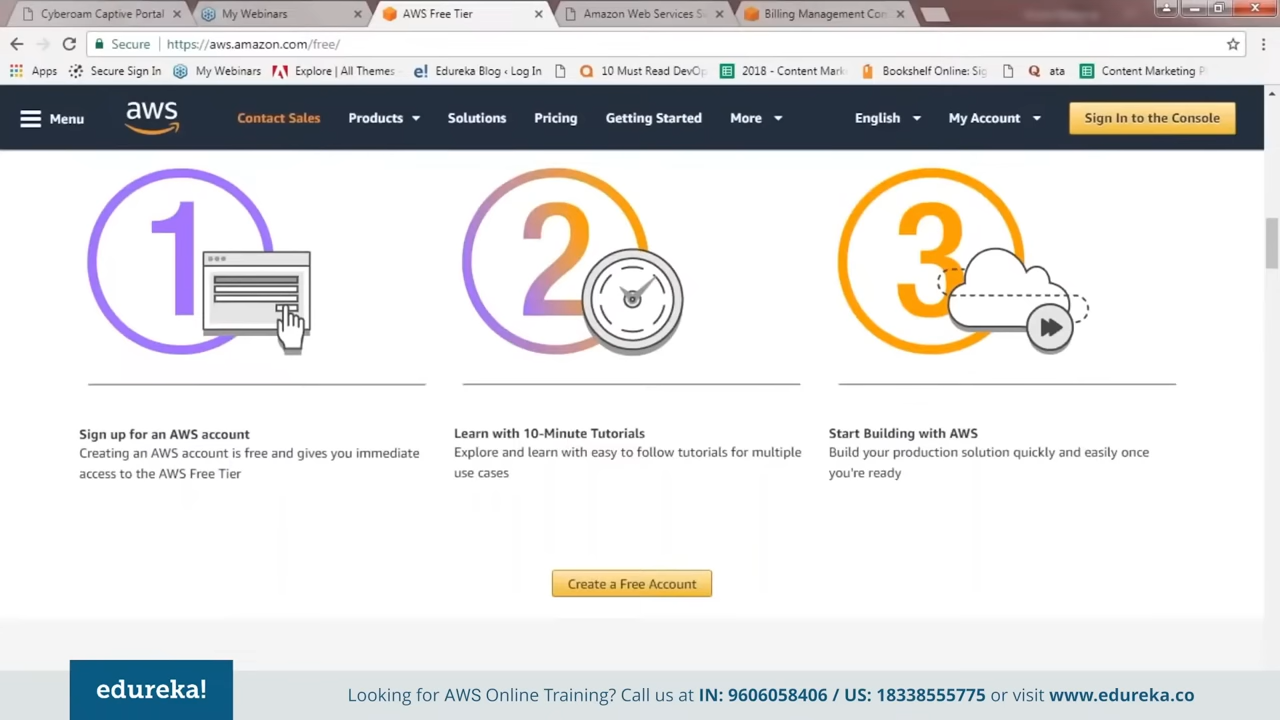 Cyberoam Captive Portal
My Webinars
AWS Free Tier
Amazon Web Services
Billing Management Con
Secure
https://aws.amazon.com/free/
Apps
Secure Sign In
My Webinars
Explore | All Themes
Edureka Blog ‹ Log In
10 Must Read DevOp
2018 - Content Mark
Bookshelf Online: Sig
ata
Content Marketing P
Menu
aws
Contact Sales
Products
Solutions
Pricing
Getting Started
More
English
My Account
Sign In to the Console
1
2
3
Sign up for an AWS account
Creating an AWS account is free and gives you immediate
access to the AWS Free Tier
Learn with 10-Minute Tutorials
Explore and learn with easy to follow tutorials for multiple
use cases
Start Building with AWS
Build your production solution quickly and easily once
you're ready
Create a Free Account
edureka!
Looking for AWS Online Training? Call us at IN: 9606058406 / US: 18338555775 or visit www.edureka.co